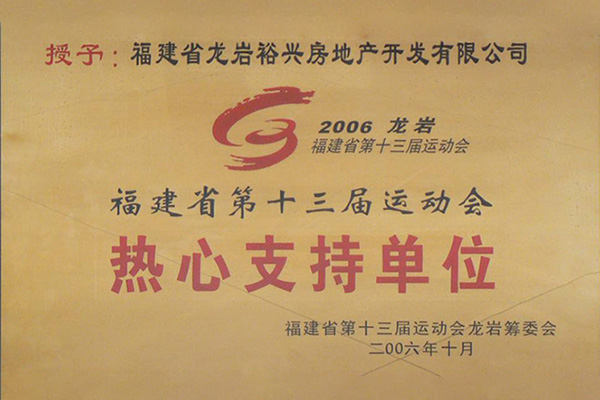 授予：福建省龙岩裕兴房地产开发有限公司
2006 龙岩
福建省第十三届运动会
福建省第十三届运动会
热心支持单位
福建省第十三届运动会龙岩筹委会
二00六年十月